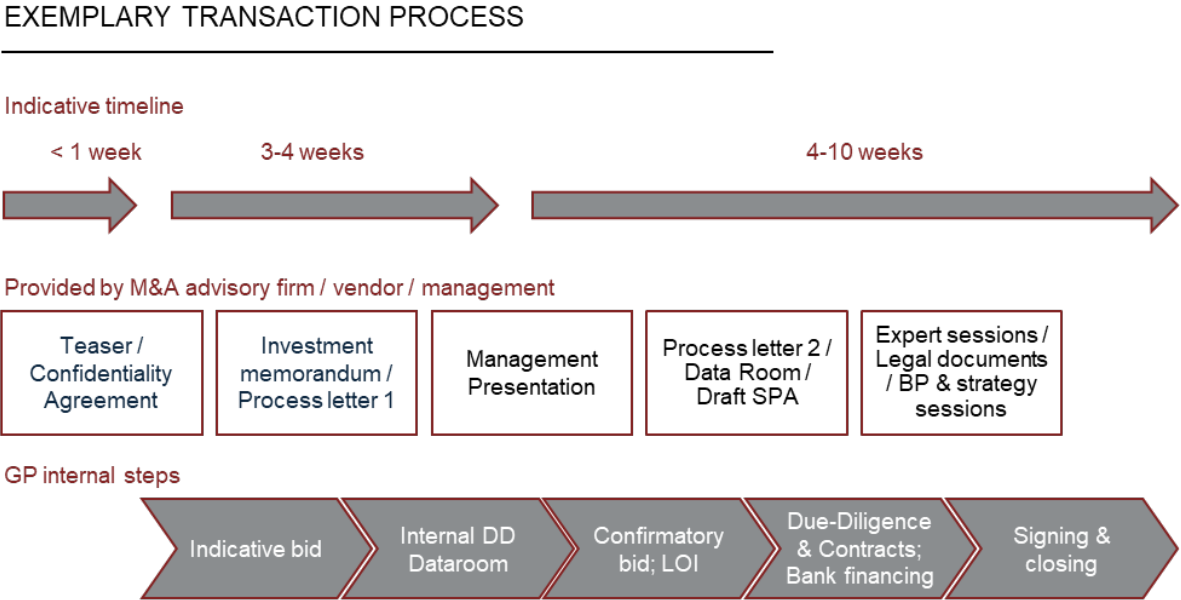 EXEMPLARY TRANSACTION PROCESS
Indicative timeline
< 1 week
3-4 weeks
4-10 weeks
Provided by M&A advisory firm / vendor / management
Teaser /
Confidentiality
Agreement
Investment
memorandum /
Process letter 1
Management
Presentation
Process letter 2 /
Data Room /
Draft SPA
Expert sessions /
Legal documents
/ BP & strategy
sessions
GP internal steps
Indicative bid
Internal DD
Dataroom
Confirmatory
bid; LOI
Due-Diligence
& Contracts;
Bank financing
Signing &
closing